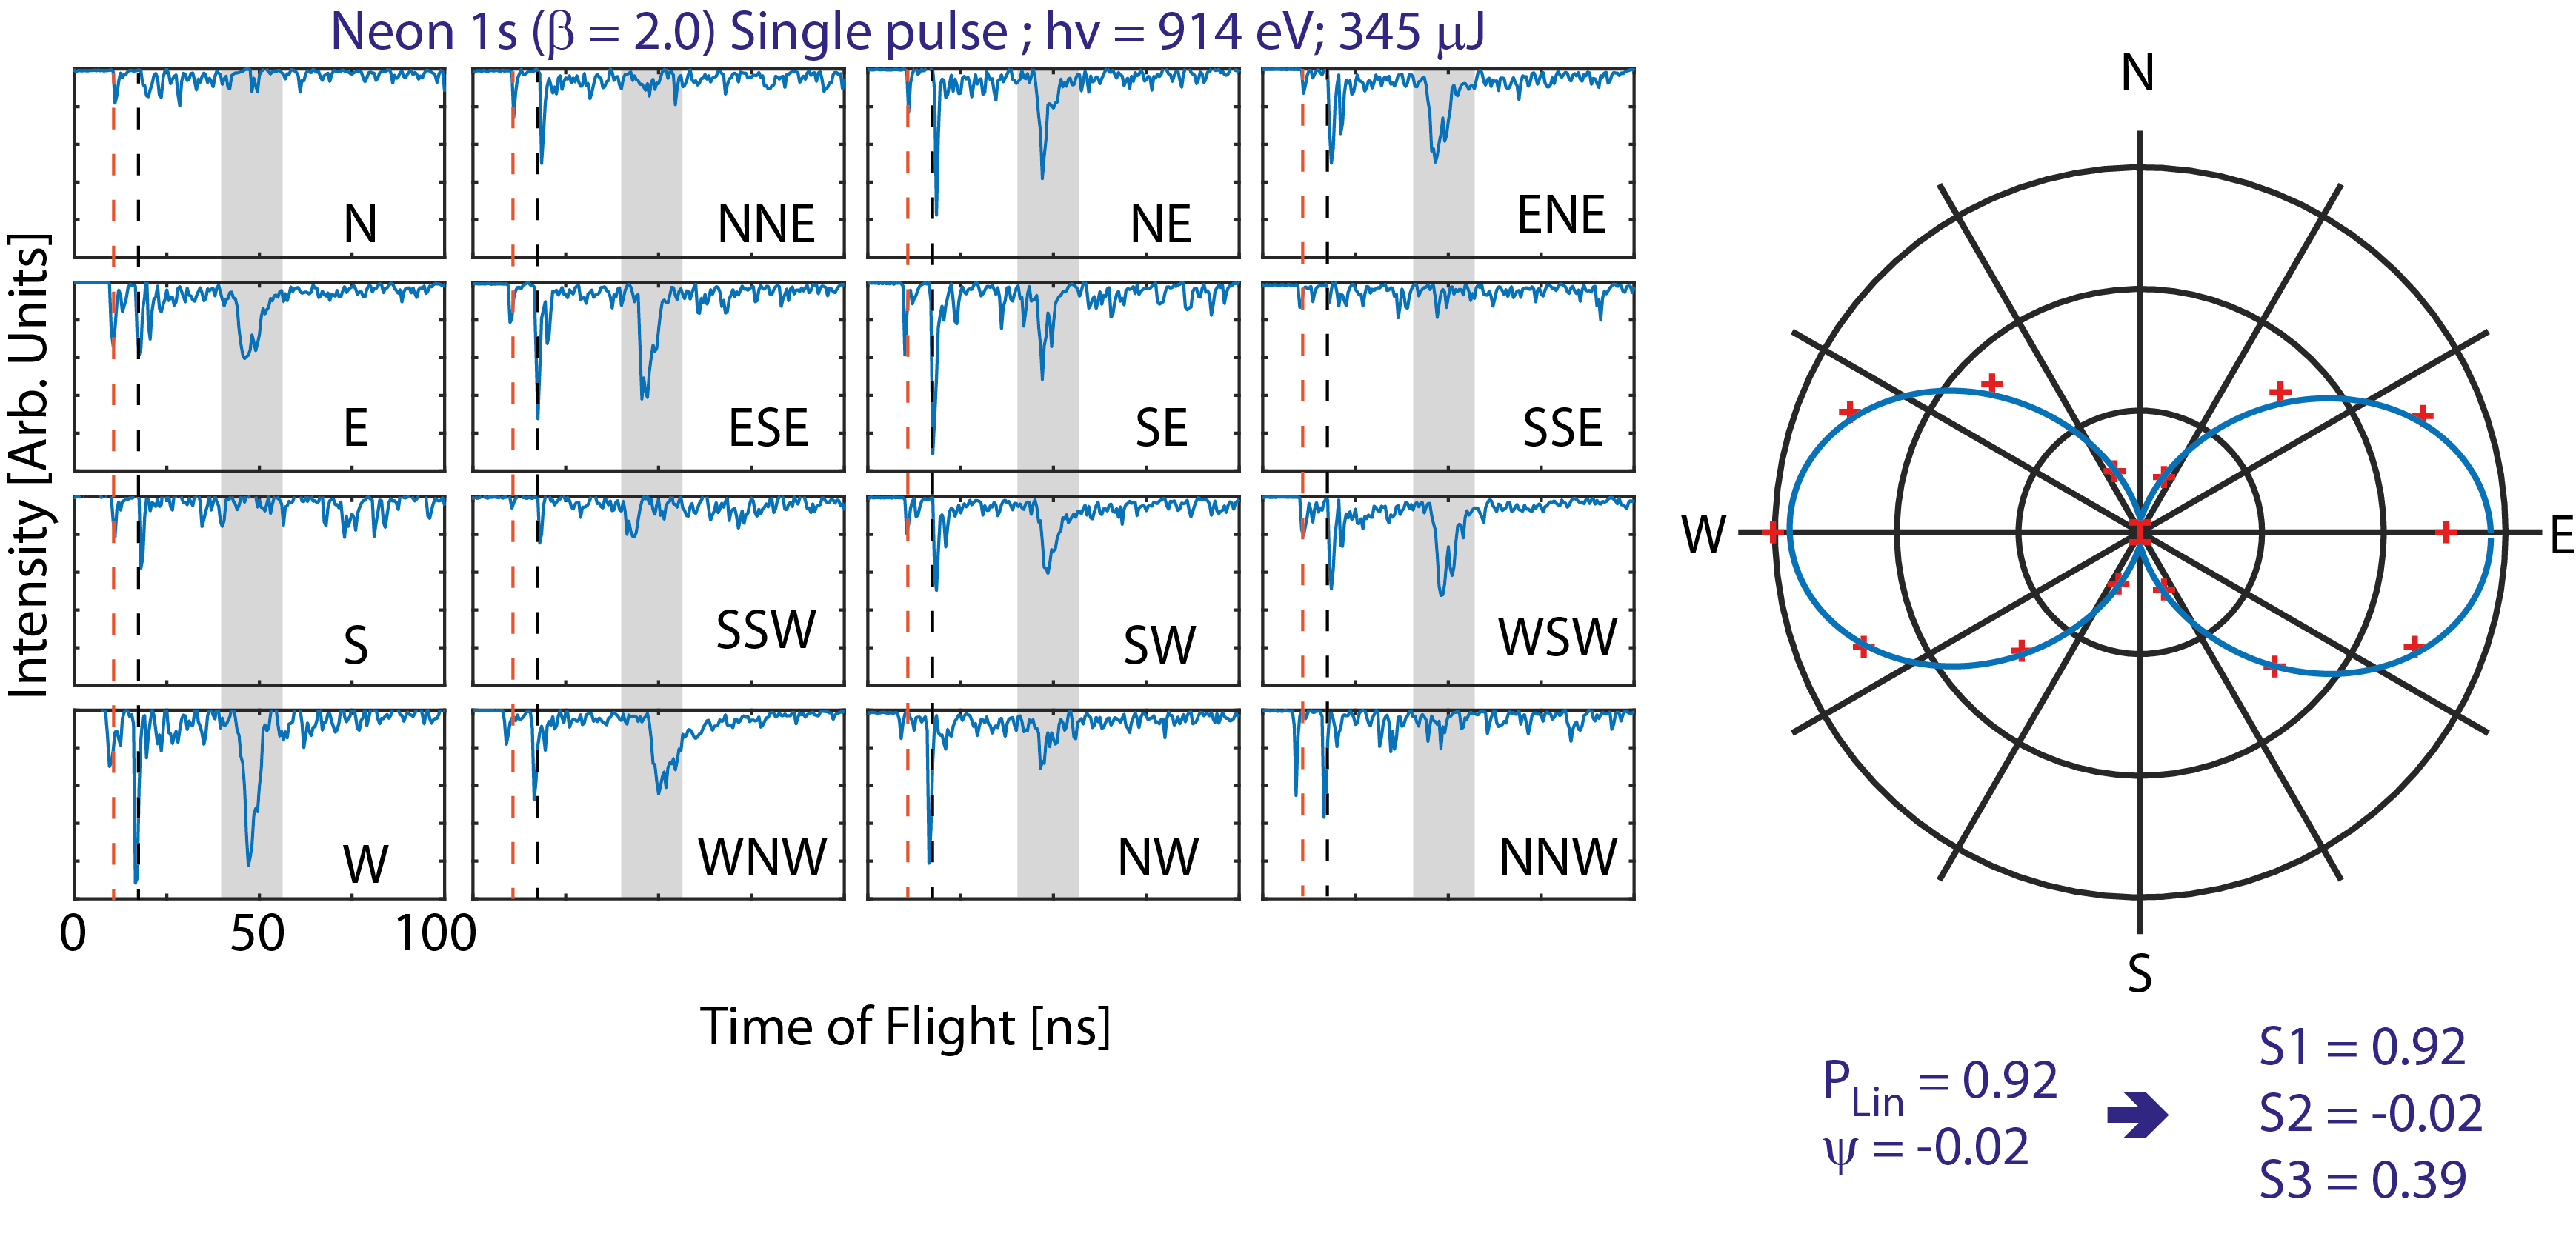 Neon 1s (β = 2.0) Single pulse ; hν = 914 eV; 345 μJ
Intensity [Arb. Units]
N
NNE
NE
ENE
E
ESE
SE
SSE
S
SSW
SW
WSW
W
WNW
NW
NNW
0 50 100
Time of Flight [ns]
N
W
E
S
P_Lin = 0.92
ψ = -0.02
S1 = 0.92
S2 = -0.02
S3 = 0.39